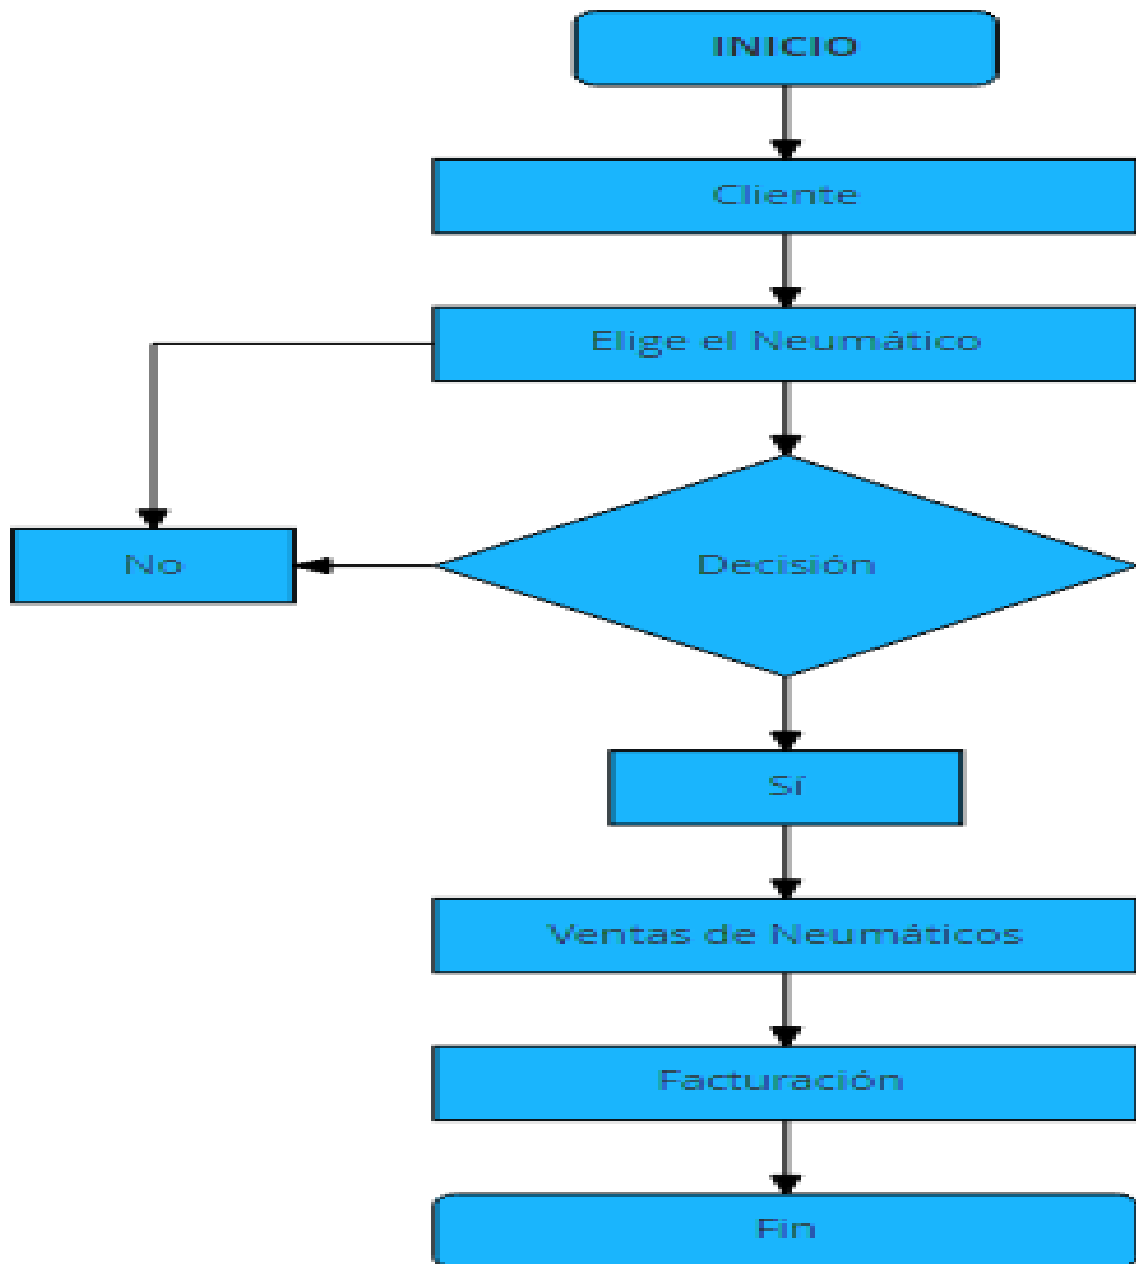 INICIO
Cliente
Elige el Neumático
No
Decisión
Sí
Ventas de Neumáticos
Facturación
Fin